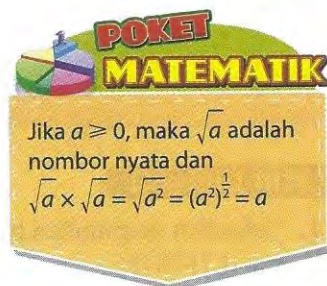 POKET
MATEMATIK
Jika a ≥ 0, maka √a adalah
nombor nyata dan
√a × √a = √a² = (a²)^½ = a